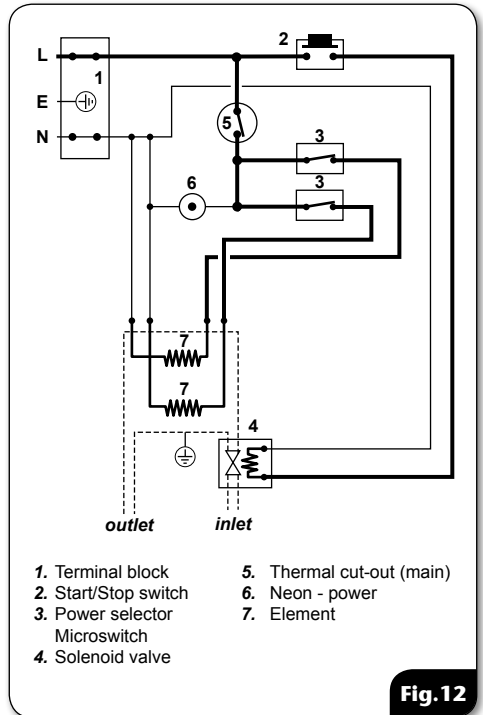 2
L
1
E
5
3
N
6
3
7
7
4
outlet inlet
1. Terminal block
2. Start/Stop switch
3. Power selector
Microswitch
4. Solenoid valve
5. Thermal cut-out (main)
6. Neon - power
7. Element
Fig.12